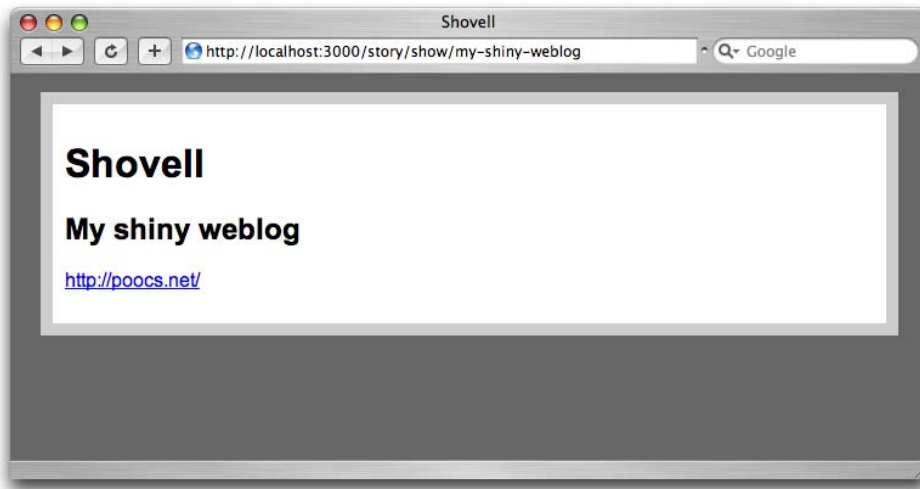 Shovell
http://localhost:3000/story/show/my-shiny-weblog
Google
Shovell
My shiny weblog
http://poocs.net/